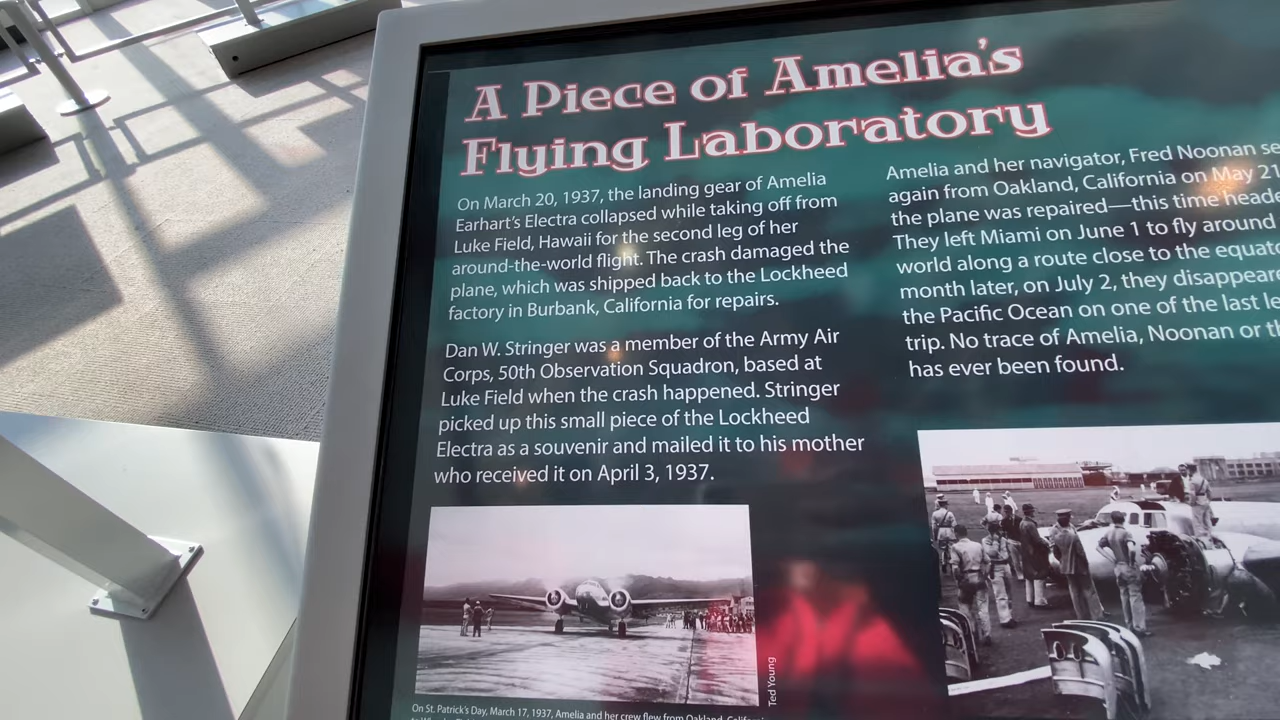 A Piece of Amelia's
Flying Laboratory
On March 20, 1937, the landing gear of Amelia
Earhart's Electra collapsed while taking off from
Luke Field, Hawaii for the second leg of her
around-the-world flight. The crash damaged the
plane, which was shipped back to the Lockheed
factory in Burbank, California for repairs.
Dan W. Stringer was a member of the Army Air
Corps, 50th Observation Squadron, based at
Luke Field when the crash happened. Stringer
picked up this small piece of the Lockheed
Electra as a souvenir and mailed it to his mother
who received it on April 3, 1937.
Amelia and her navigator, Fred Noonan se
again from Oakland, California on May 21
the plane was repaired—this time heade
They left Miami on June 1 to fly around
world along a route close to the equato
month later, on July 2, they disappeare
the Pacific Ocean on one of the last le
trip. No trace of Amelia, Noonan or th
has ever been found.
Ted Young
On St. Patrick's Day, March 17, 1937, Amelia and her crew flew from Oakland, Californi